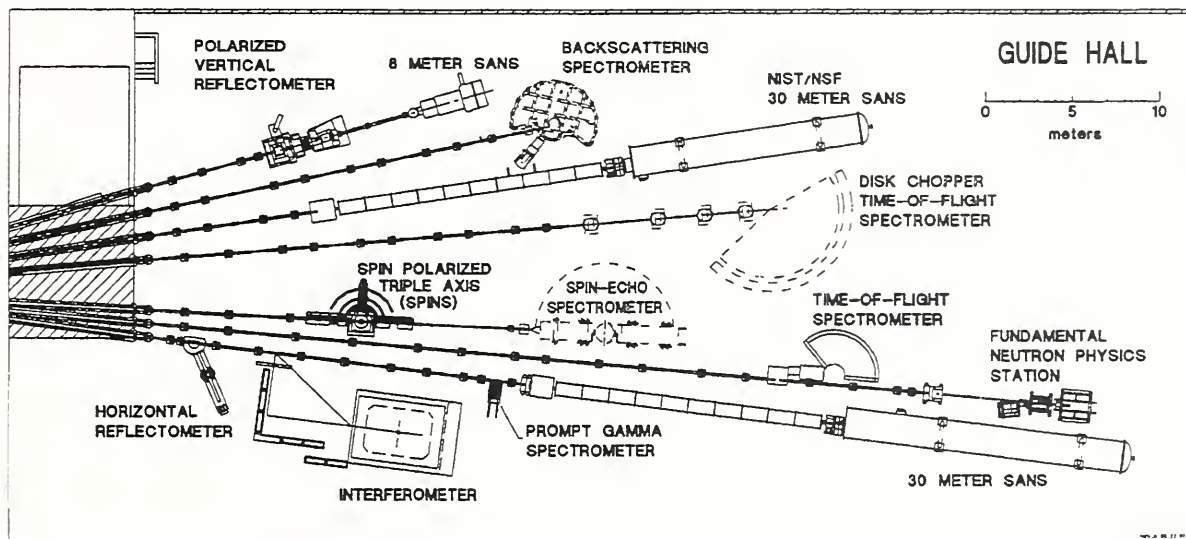 POLARIZED
VERTICAL
REFLECTOMETER
8 METER SANS
BACKSCATTERING
SPECTROMETER
NIST/NSF
30 METER SANS
GUIDE HALL
0 5 10
meters
DISK CHOPPER
TIME-OF-FLIGHT
SPECTROMETER
SPIN POLARIZED
TRIPLE AXIS
(SPINS)
SPIN-ECHO
SPECTROMETER
TIME-OF-FLIGHT
SPECTROMETER
FUNDAMENTAL
NEUTRON PHYSICS
STATION
HORIZONTAL
REFLECTOMETER
INTERFEROMETER
PROMPT GAMMA
SPECTROMETER
30 METER SANS